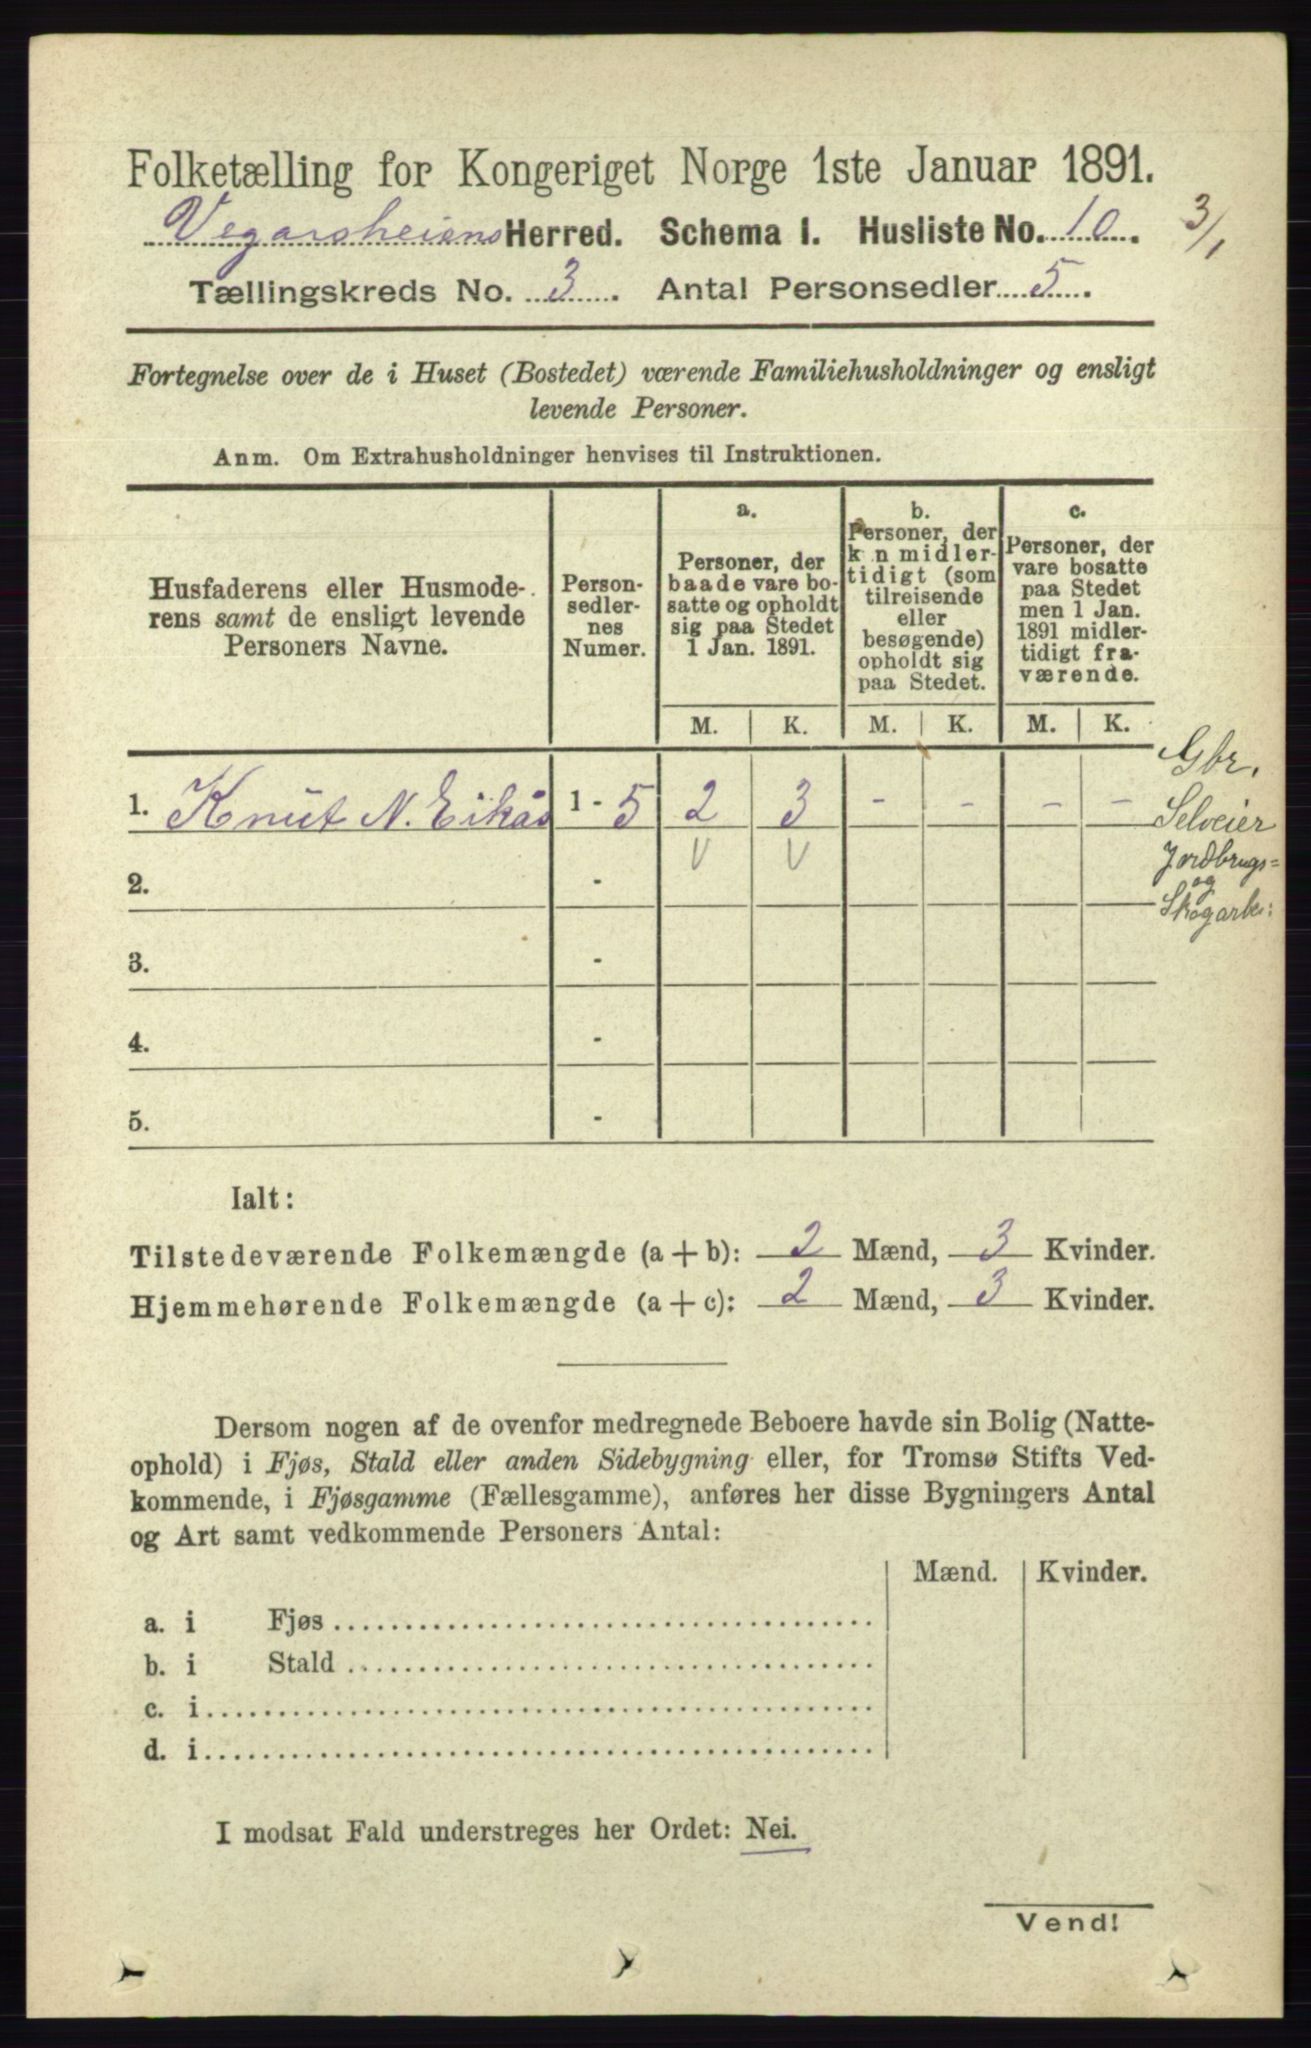 Folketælling for Kongeriget Norge 1ste Januar 1891.
Vegarsheiens Herred. Schema I. Husliste No. 10. 3/1
Tællingskreds No. 3. Antal Personsedler 5.
Fortegnelse over de i Huset (Bostedet) værende Familiehusholdninger og ensligt
levende Personer.
Anm. Om Extrahusholdninger henvises til Instruktionen.
Husfaderens eller Husmode-
rens samt de ensligt levende
Personers Navne.
Person-
sedler-
nes
Numer.
a.
Personer, der
baade vare bo-
satte og opholdt
sig paa Stedet
1 Jan. 1891.
b.
Personer, der
kun midler-
tidigt (som
tilreisende
eller
besøgende)
opholdt sig
paa Stedet.
c.
Personer, der
vare bosatte
paa Stedet
men 1 Jan.
1891 midler-
tidigt fra-
værende.
M. K. M. K. M. K.
1. Knut N. Eikås 1 - 5 2 3 - - - -
Gbr.
Selveier
Jordbrugs=
og
Skogarb:
2. - V V
3. -
4. -
5. -
Ialt:
Tilstedeværende Folkemængde (a + b): 2 Mænd, 3 Kvinder.
Hjemmehørende Folkemængde (a + c): 2 Mænd, 3 Kvinder.
Dersom nogen af de ovenfor medregnede Beboere havde sin Bolig (Natte-
ophold) i Fjøs, Stald eller anden Sidebygning eller, for Tromsø Stifts Ved-
kommende, i Fjøsgamme (Fællesgamme), anføres her disse Bygningers Antal
og Art samt vedkommende Personers Antal:
Mænd. Kvinder.
a. i Fjøs
b. i Stald
c. i
d. i
I modsat Fald understreges her Ordet: Nei.
Vend!